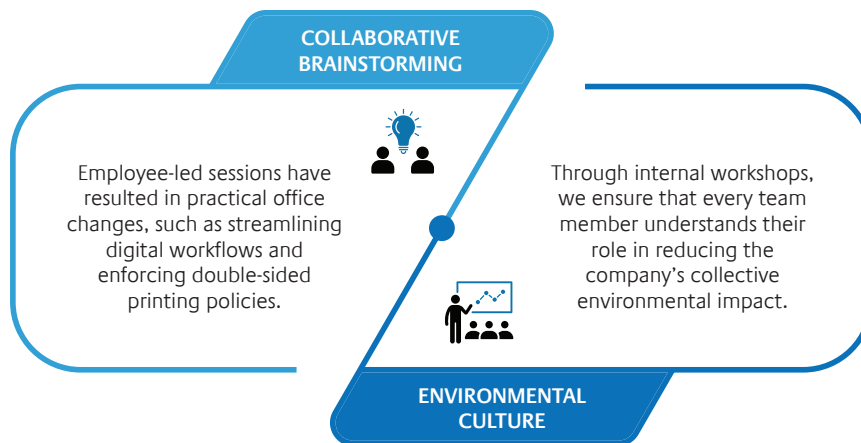 COLLABORATIVE
BRAINSTORMING
Employee-led sessions have
resulted in practical office
changes, such as streamlining
digital workflows and
enforcing double-sided
printing policies.
Through internal workshops,
we ensure that every team
member understands their
role in reducing the
company’s collective
environmental impact.
ENVIRONMENTAL
CULTURE